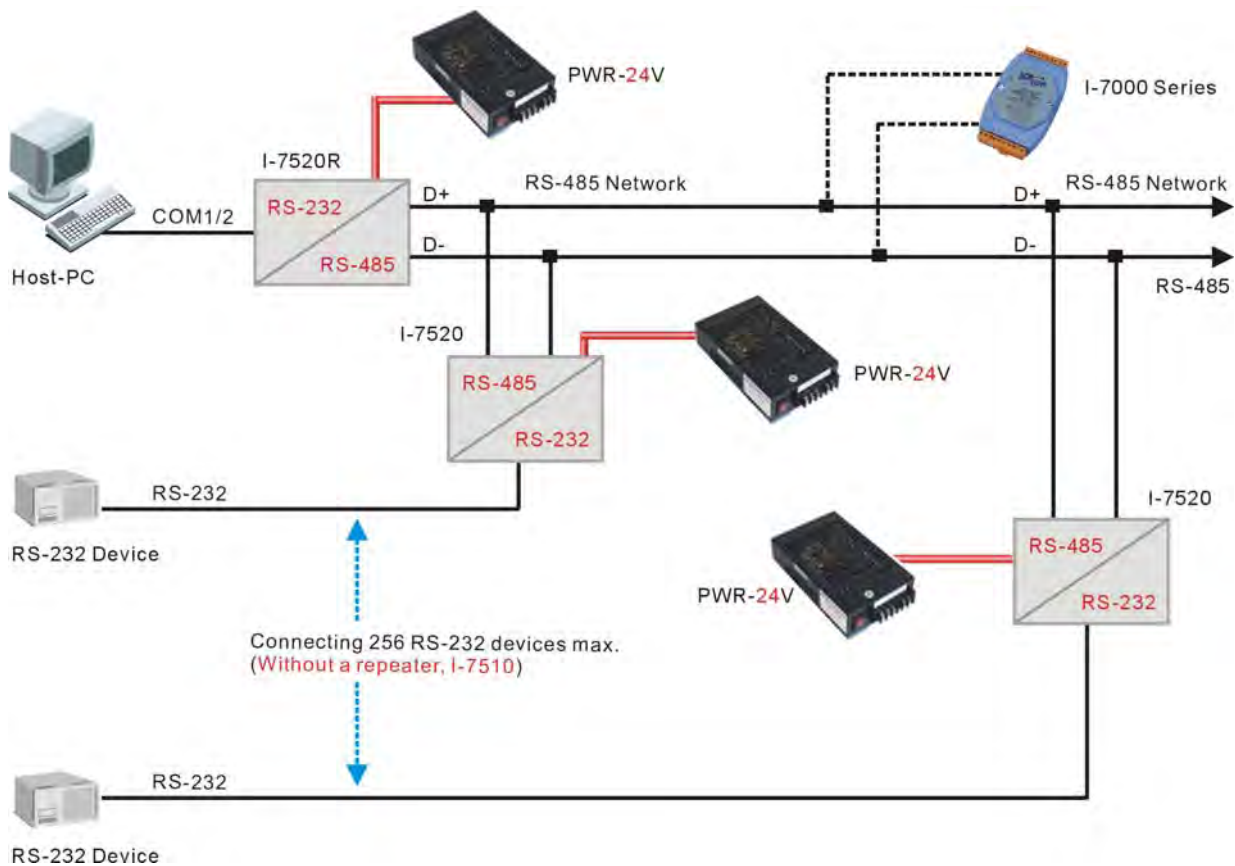 PWR-24V
I-7000 Series
I-7520R
RS-485 Network
RS-485 Network
D+
D+
COM1/2
RS-232
RS-485
D-
D-
Host-PC
RS-485
I-7520
RS-485
RS-232
PWR-24V
RS-232
I-7520
RS-232 Device
RS-485
RS-232
PWR-24V
Connecting 256 RS-232 devices max.
(Without a repeater, I-7510)
RS-232
RS-232 Device